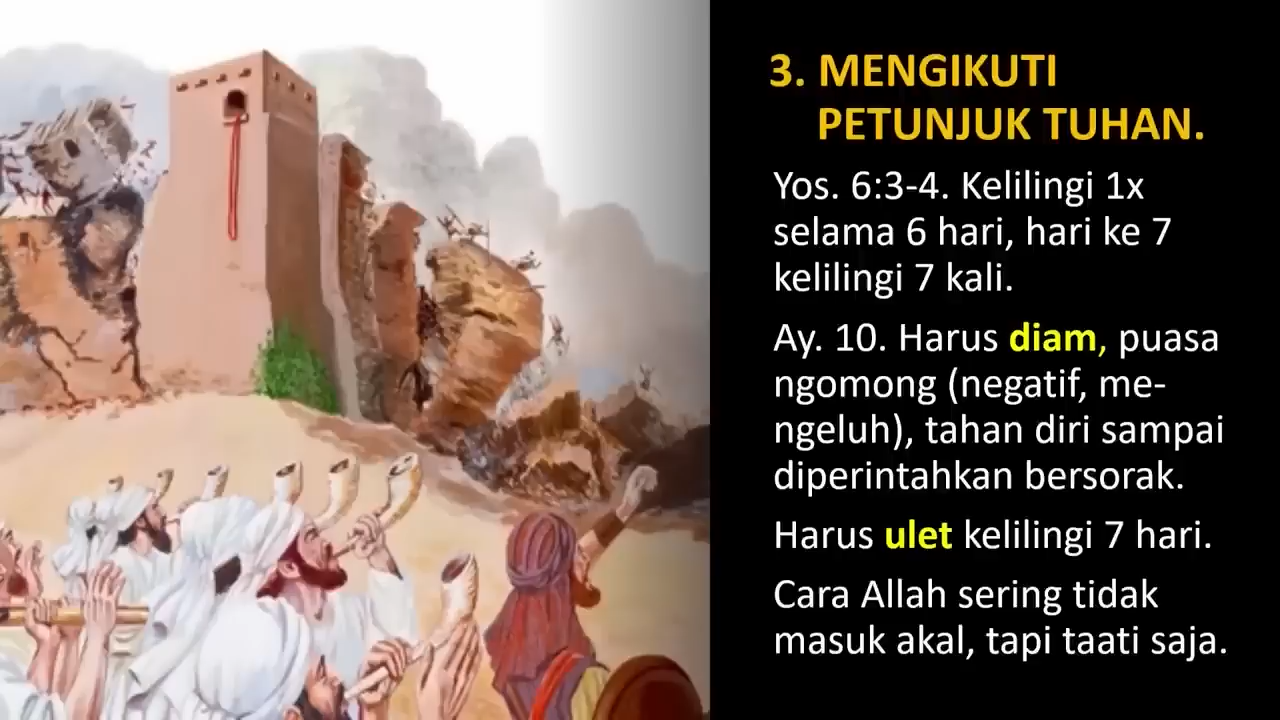 3. MENGIKUTI
PETUNJUK TUHAN.
Yos. 6:3-4. Kelilingi 1x
selama 6 hari, hari ke 7
kelilingi 7 kali.
Ay. 10. Harus diam, puasa
ngomong (negatif, me-
ngeluh), tahan diri sampai
diperintahkan bersorak.
Harus ulet kelilingi 7 hari.
Cara Allah sering tidak
masuk akal, tapi taati saja.